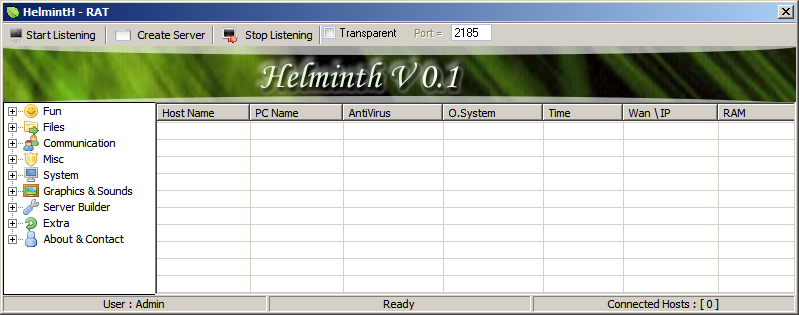 HelmintH - RAT
Start Listening Create Server Stop Listening Transparent Port = 2185
Helminth V 0.1
Host Name PC Name AntiVirus O.System Time Wan \ IP RAM
Fun
Files
Communication
Misc
System
Graphics & Sounds
Server Builder
Extra
About & Contact
User : Admin Ready Connected Hosts : [ 0 ]